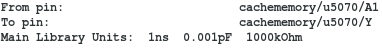 From pin: cachememory/u5070/A1
To pin: cachememory/u5070/Y
Main Library Units: 1ns 0.001pF 1000kOhm